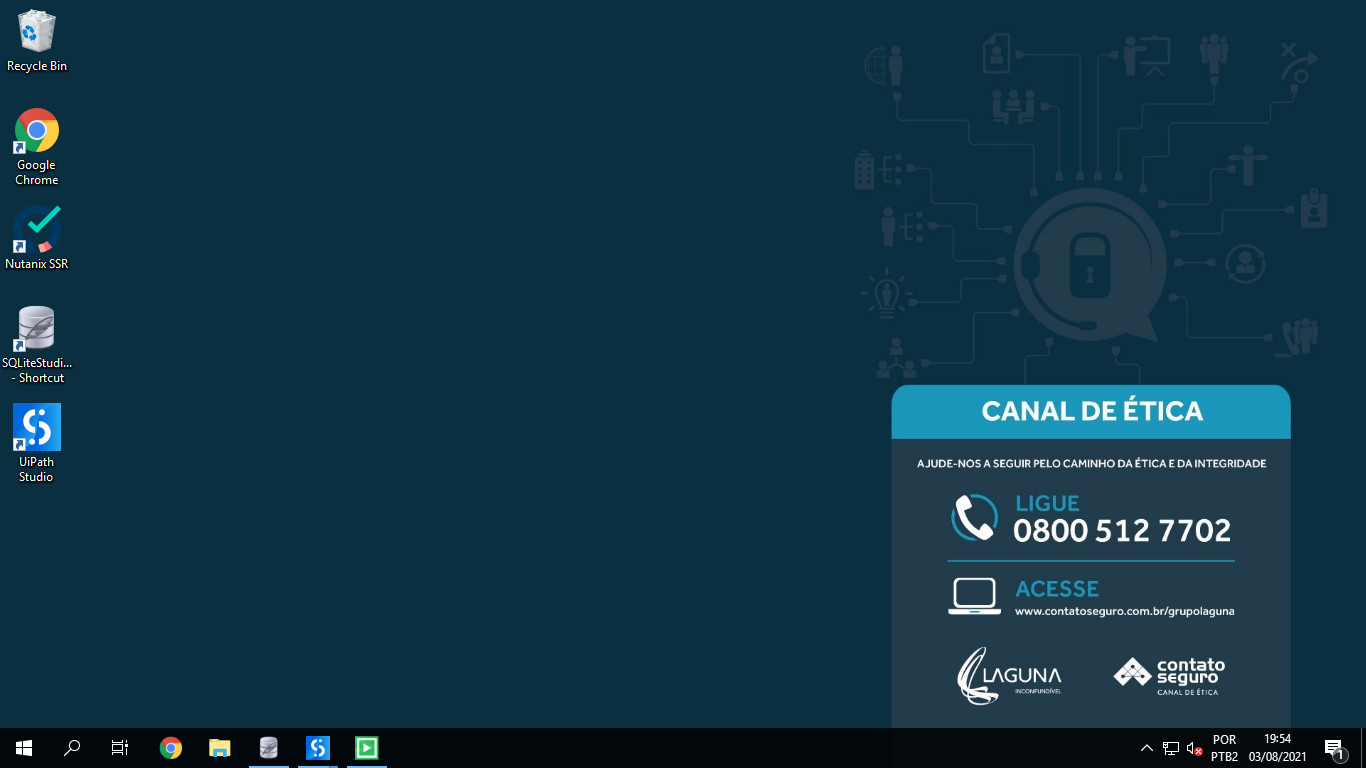 Recycle Bin
Google
Chrome
Nutanix SSR
SQLiteStudi...
- Shortcut
UiPath
Studio
CANAL DE ÉTICA
AJUDE-NOS A SEGUIR PELO CAMINHO DA ÉTICA E DA INTEGRIDADE
LIGUE
0800 512 7702
ACESSE
www.contatoseguro.com.br/grupolaguna
LAGUNA
INCONFUNDÍVEL
contato
seguro
CANAL DE ÉTICA
POR
PTB2
19:54
03/08/2021
1